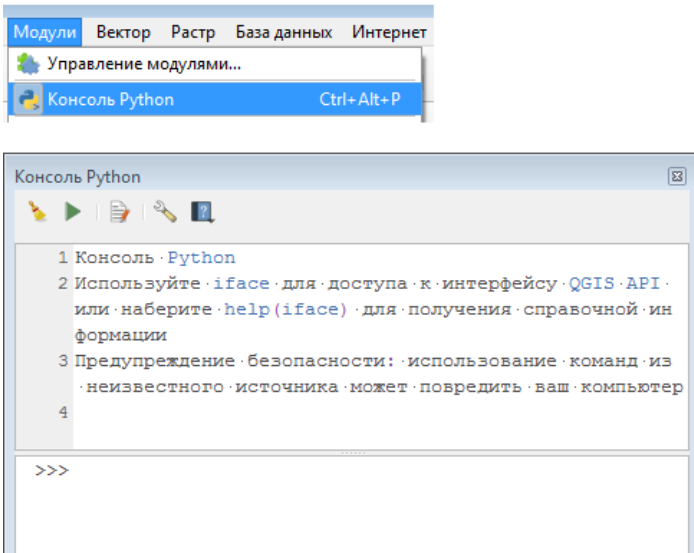 Модули Вектор Растр База данных Интернет
Управление модулями...
Консоль Python Ctrl+Alt+P
Консоль Python
1 Консоль Python
2 Используйте iface для доступа к интерфейсу QGIS API
или наберите help(iface) для получения справочной ин
формации
3 Предупреждение безопасности: использование команд из
неизвестного источника может повредить ваш компьютер
4
>>>